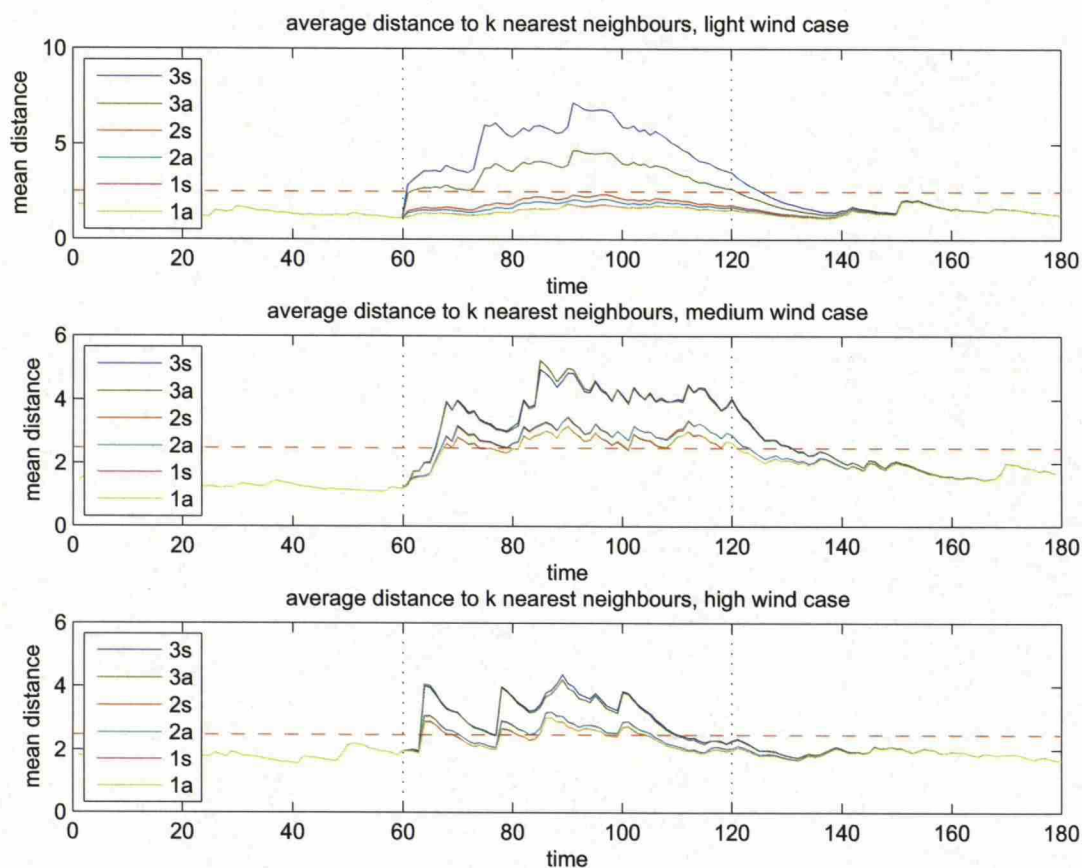 average distance to k nearest neighbours, light wind case
mean distance
10
5
0
3s
3a
2s
2a
1s
1a
0 20 40 60 80 100 120 140 160 180
time
average distance to k nearest neighbours, medium wind case
mean distance
6
4
2
0
3s
3a
2s
2a
1s
1a
0 20 40 60 80 100 120 140 160 180
time
average distance to k nearest neighbours, high wind case
mean distance
6
4
2
0
3s
3a
2s
2a
1s
1a
0 20 40 60 80 100 120 140 160 180
time